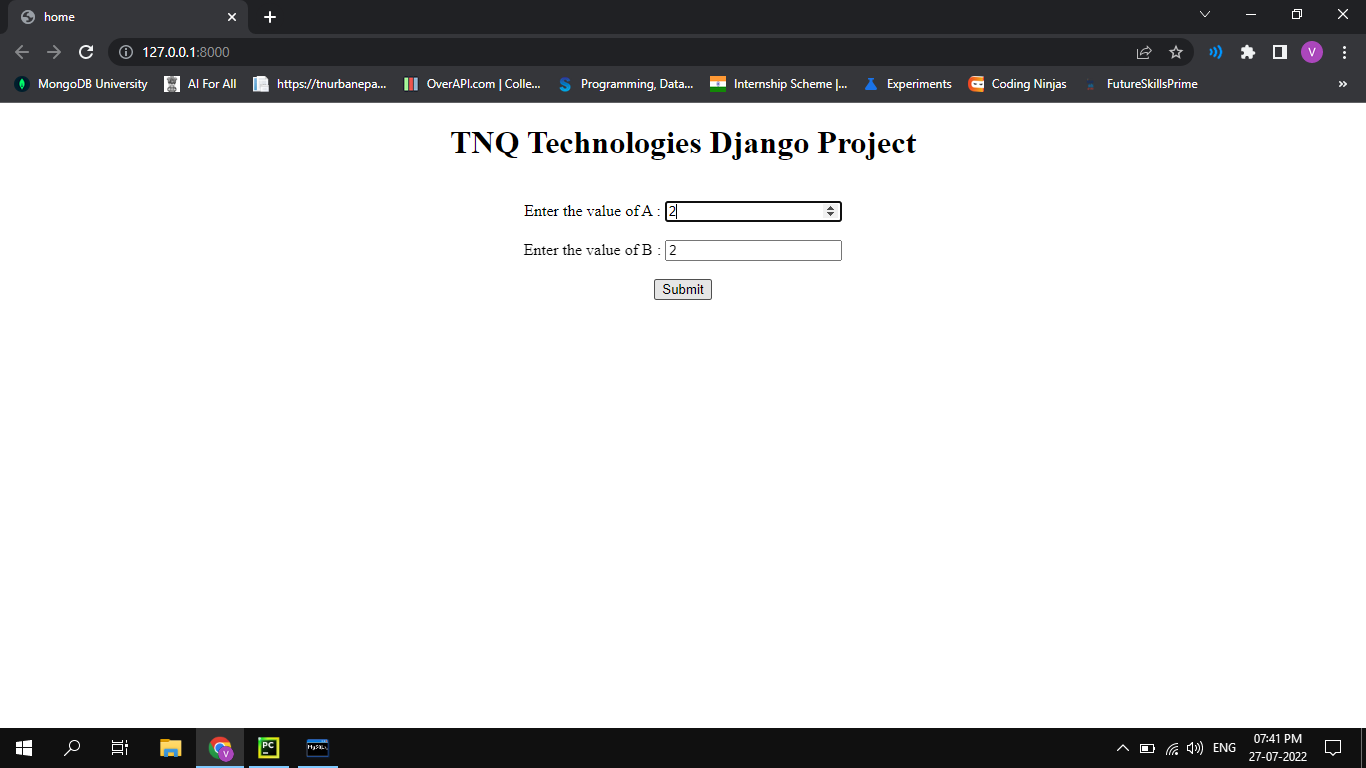 home
127.0.0.1:8000
V
MongoDB University
AI For All
https://tnurbanepa...
OverAPI.com | Colle...
Programming, Data...
Internship Scheme |...
Experiments
Coding Ninjas
FutureSkillsPrime
»
TNQ Technologies Django Project
Enter the value of A : 2
Enter the value of B : 2
Submit
V
PC
ENG
07:41 PM
27-07-2022